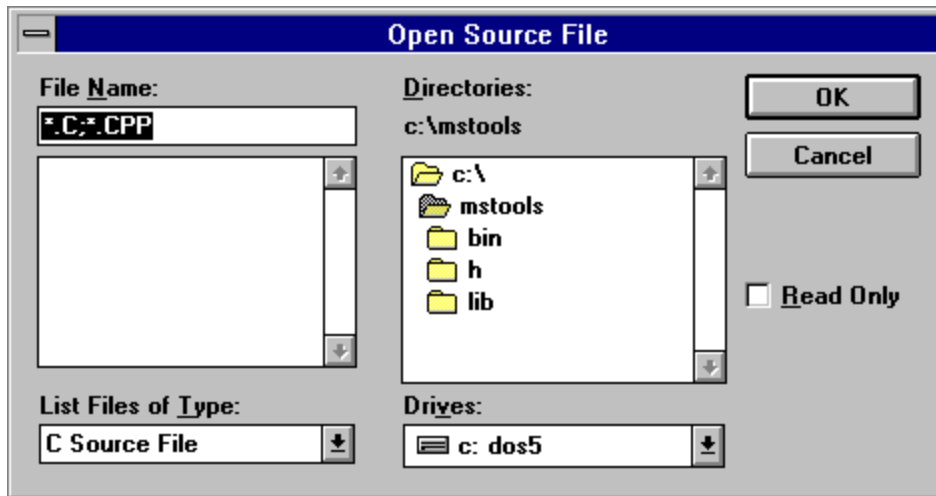 Open Source File
File Name:
*.C;*.CPP
List Files of Type:
C Source File
Directories:
c:\mstools
c:\
mstools
bin
h
lib
Drives:
c: dos5
OK
Cancel
Read Only